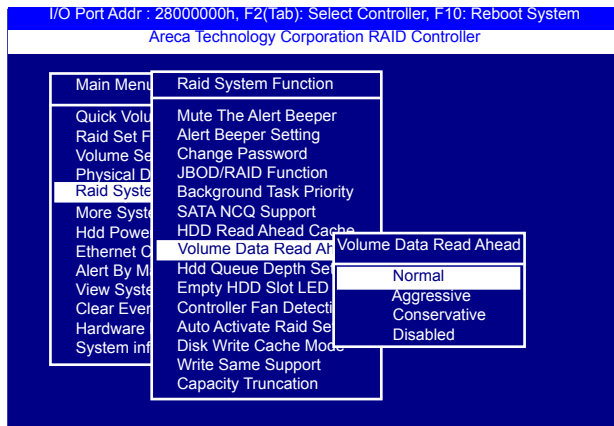 I/O Port Addr : 28000000h, F2(Tab): Select Controller, F10: Reboot System
Areca Technology Corporation RAID Controller
Main Menu
Quick Volu
Raid Set F
Volume Se
Physical D
Raid Syste
More Syste
Hdd Powe
Ethernet C
Alert By Ma
View Syste
Clear Even
Hardware
System inf
Raid System Function
Mute The Alert Beeper
Alert Beeper Setting
Change Password
JBOD/RAID Function
Background Task Priority
SATA NCQ Support
HDD Read Ahead Cache
Volume Data Read Ah
Hdd Queue Depth Set
Empty HDD Slot LED
Controller Fan Detecti
Auto Activate Raid Se
Disk Write Cache Mode
Write Same Support
Capacity Truncation
Volume Data Read Ahead
Normal
Aggressive
Conservative
Disabled